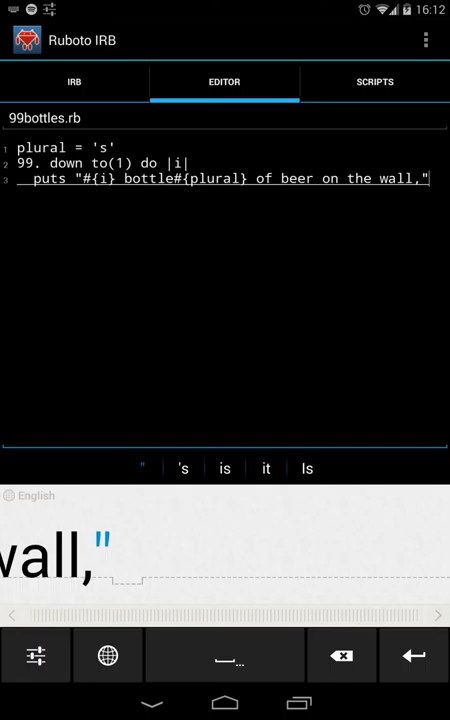 16:12
Ruboto IRB
IRB EDITOR SCRIPTS
99bottles.rb
1 plural = 's'
2 99. down to(1) do |i|
3 puts "#{i} bottle#{plural} of beer on the wall,"
" 's is it Is
English
wall,"